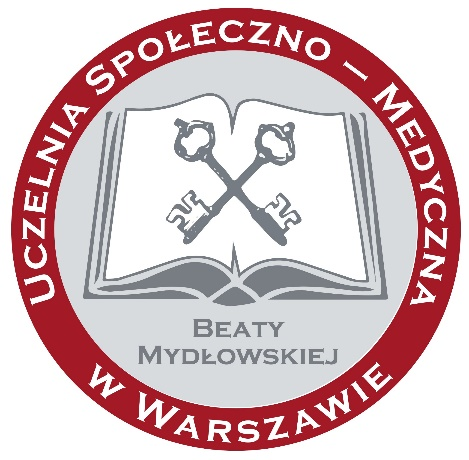 UCZELNIA SPOŁECZNO – MEDYCZNA
W WARSZAWIE
BEATY
MYDŁOWSKIEJ